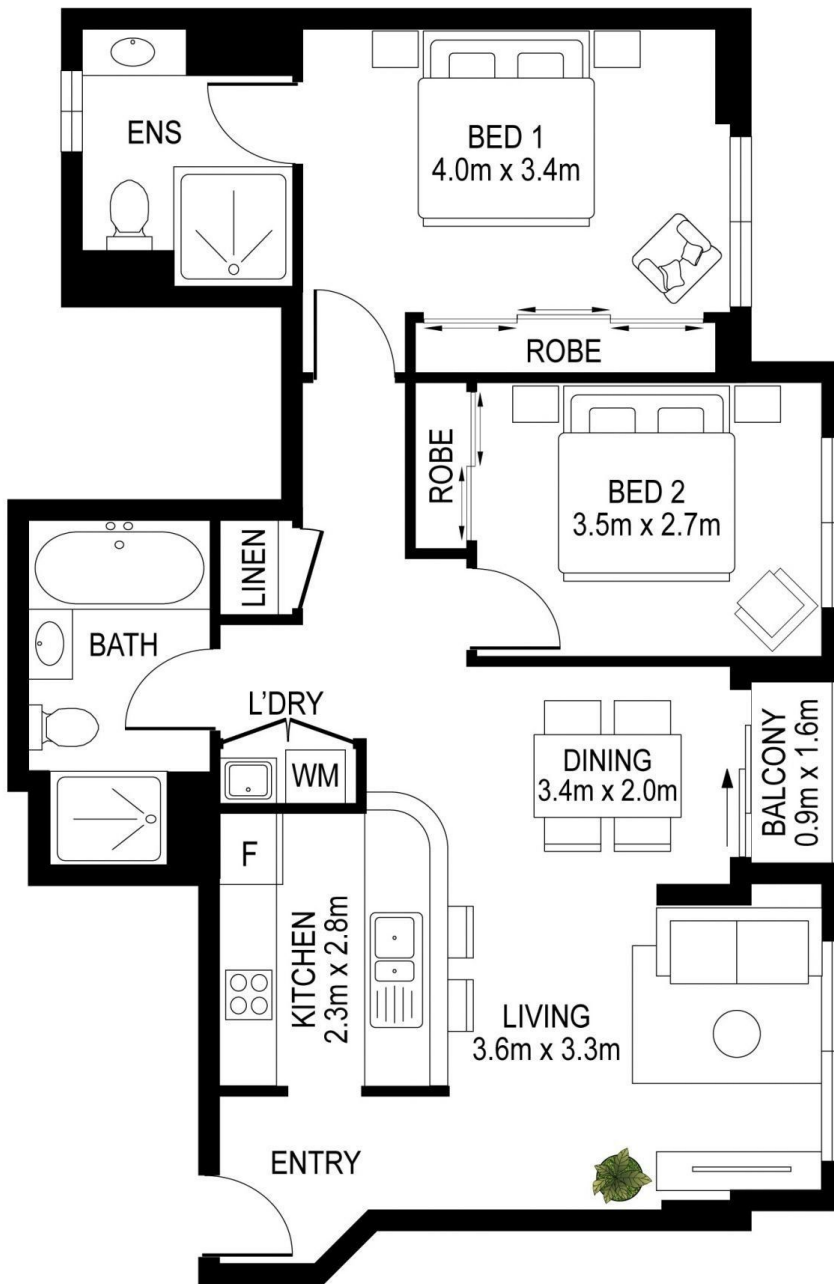 ENS
BED 1
4.0m x 3.4m
ROBE
ROBE
BED 2
3.5m x 2.7m
LINEN
BATH
L'DRY
WM
DINING
3.4m x 2.0m
BALCONY
0.9m x 1.6m
F
KITCHEN
2.3m x 2.8m
LIVING
3.6m x 3.3m
ENTRY